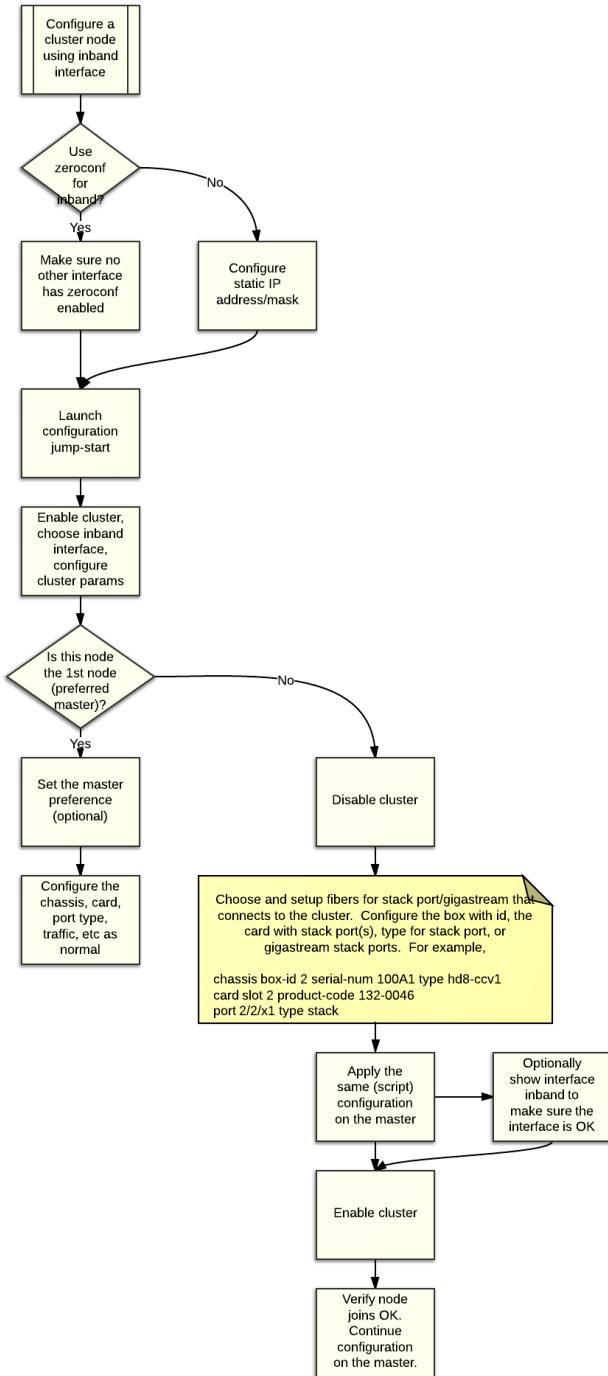 Configure a
cluster node
using inband
interface
Use
zeroconf
for
inband?
No
Yes
Make sure no
other interface
has zeroconf
enabled
Configure
static IP
address/mask
Launch
configuration
jump-start
Enable cluster,
choose inband
interface,
configure
cluster params
Is this node
the 1st node
(preferred
master)?
No
Yes
Set the master
preference
(optional)
Disable cluster
Configure the
chassis, card,
port type,
traffic, etc as
normal
Choose and setup fibers for stack port/gigastream that
connects to the cluster.  Configure the box with id, the
card with stack port(s), type for stack port, or
gigastream stack ports.  For example,
chassis box-id 2 serial-num 100A1 type hd8-ccv1
card slot 2 product-code 132-0046
port 2/2/x1 type stack
Apply the
same (script)
configuration
on the master
Optionally
show interface
inband to
make sure the
interface is OK
Enable cluster
Verify node
joins OK.
Continue
configuration
on the master.